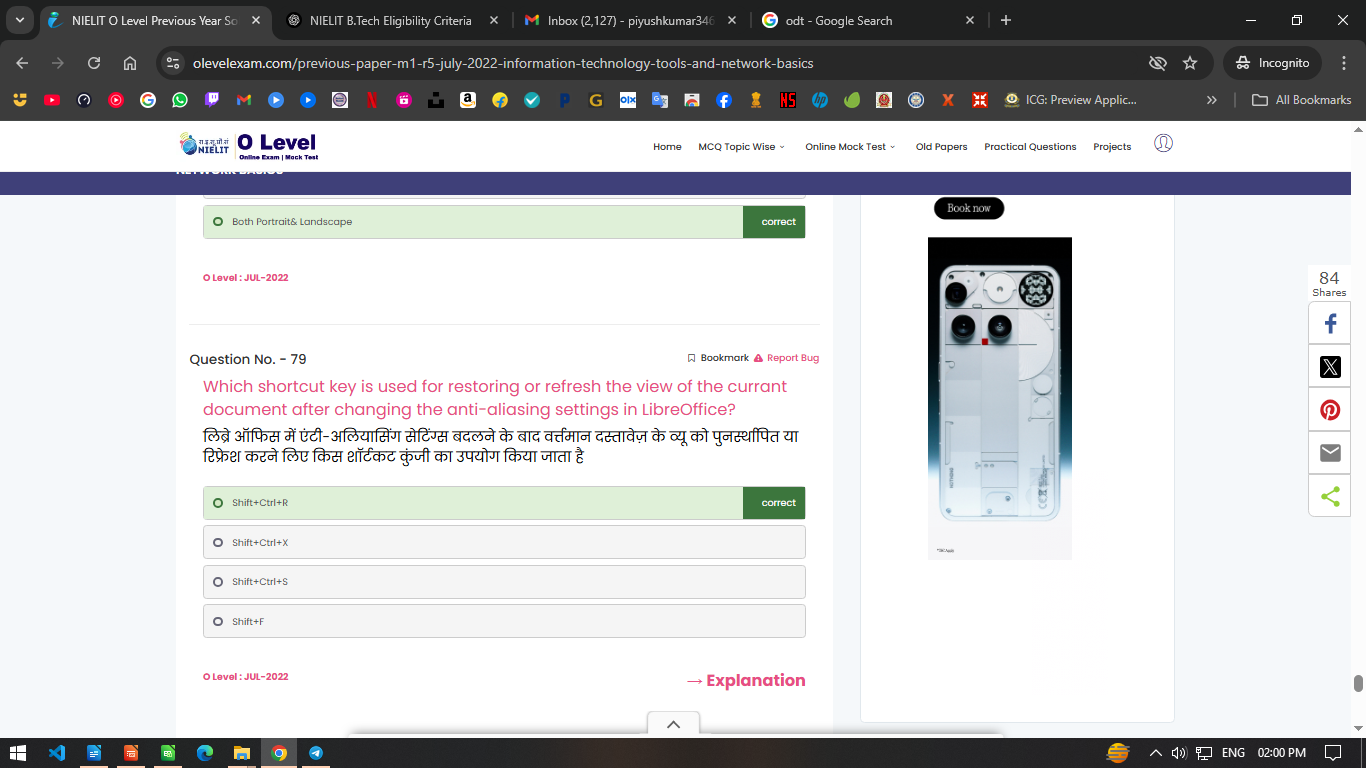 NIELIT O Level Previous Year So
NIELIT B.Tech Eligibility Criteria
Inbox (2,127) - piyushkumar346
odt - Google Search
olevelexam.com/previous-paper-m1-r5-july-2022-information-technology-tools-and-network-basics
Incognito
ICG: Preview Applic...
All Bookmarks
NIELIT
O Level
Online Exam | Mock Test
Home
MCQ Topic Wise
Online Mock Test
Old Papers
Practical Questions
Projects
NETWORK BASICS
Both Portrait& Landscape
correct
O Level : JUL-2022
Book now
84
Shares
Question No. - 79
Bookmark
Report Bug
Which shortcut key is used for restoring or refresh the view of the currant
document after changing the anti-aliasing settings in LibreOffice?
लिब्रे ऑफिस में एंटी-अलियासिंग सेटिंग्स बदलने के बाद वर्त्तमान दस्तावेज़ के व्यू को पुनर्स्थापित या
रिफ्रेश करने लिए किस शॉर्टकट कुंजी का उपयोग किया जाता है
Shift+Ctrl+R
correct
Shift+Ctrl+X
Shift+Ctrl+S
Shift+F
O Level : JUL-2022
→ Explanation
ENG
02:00 PM